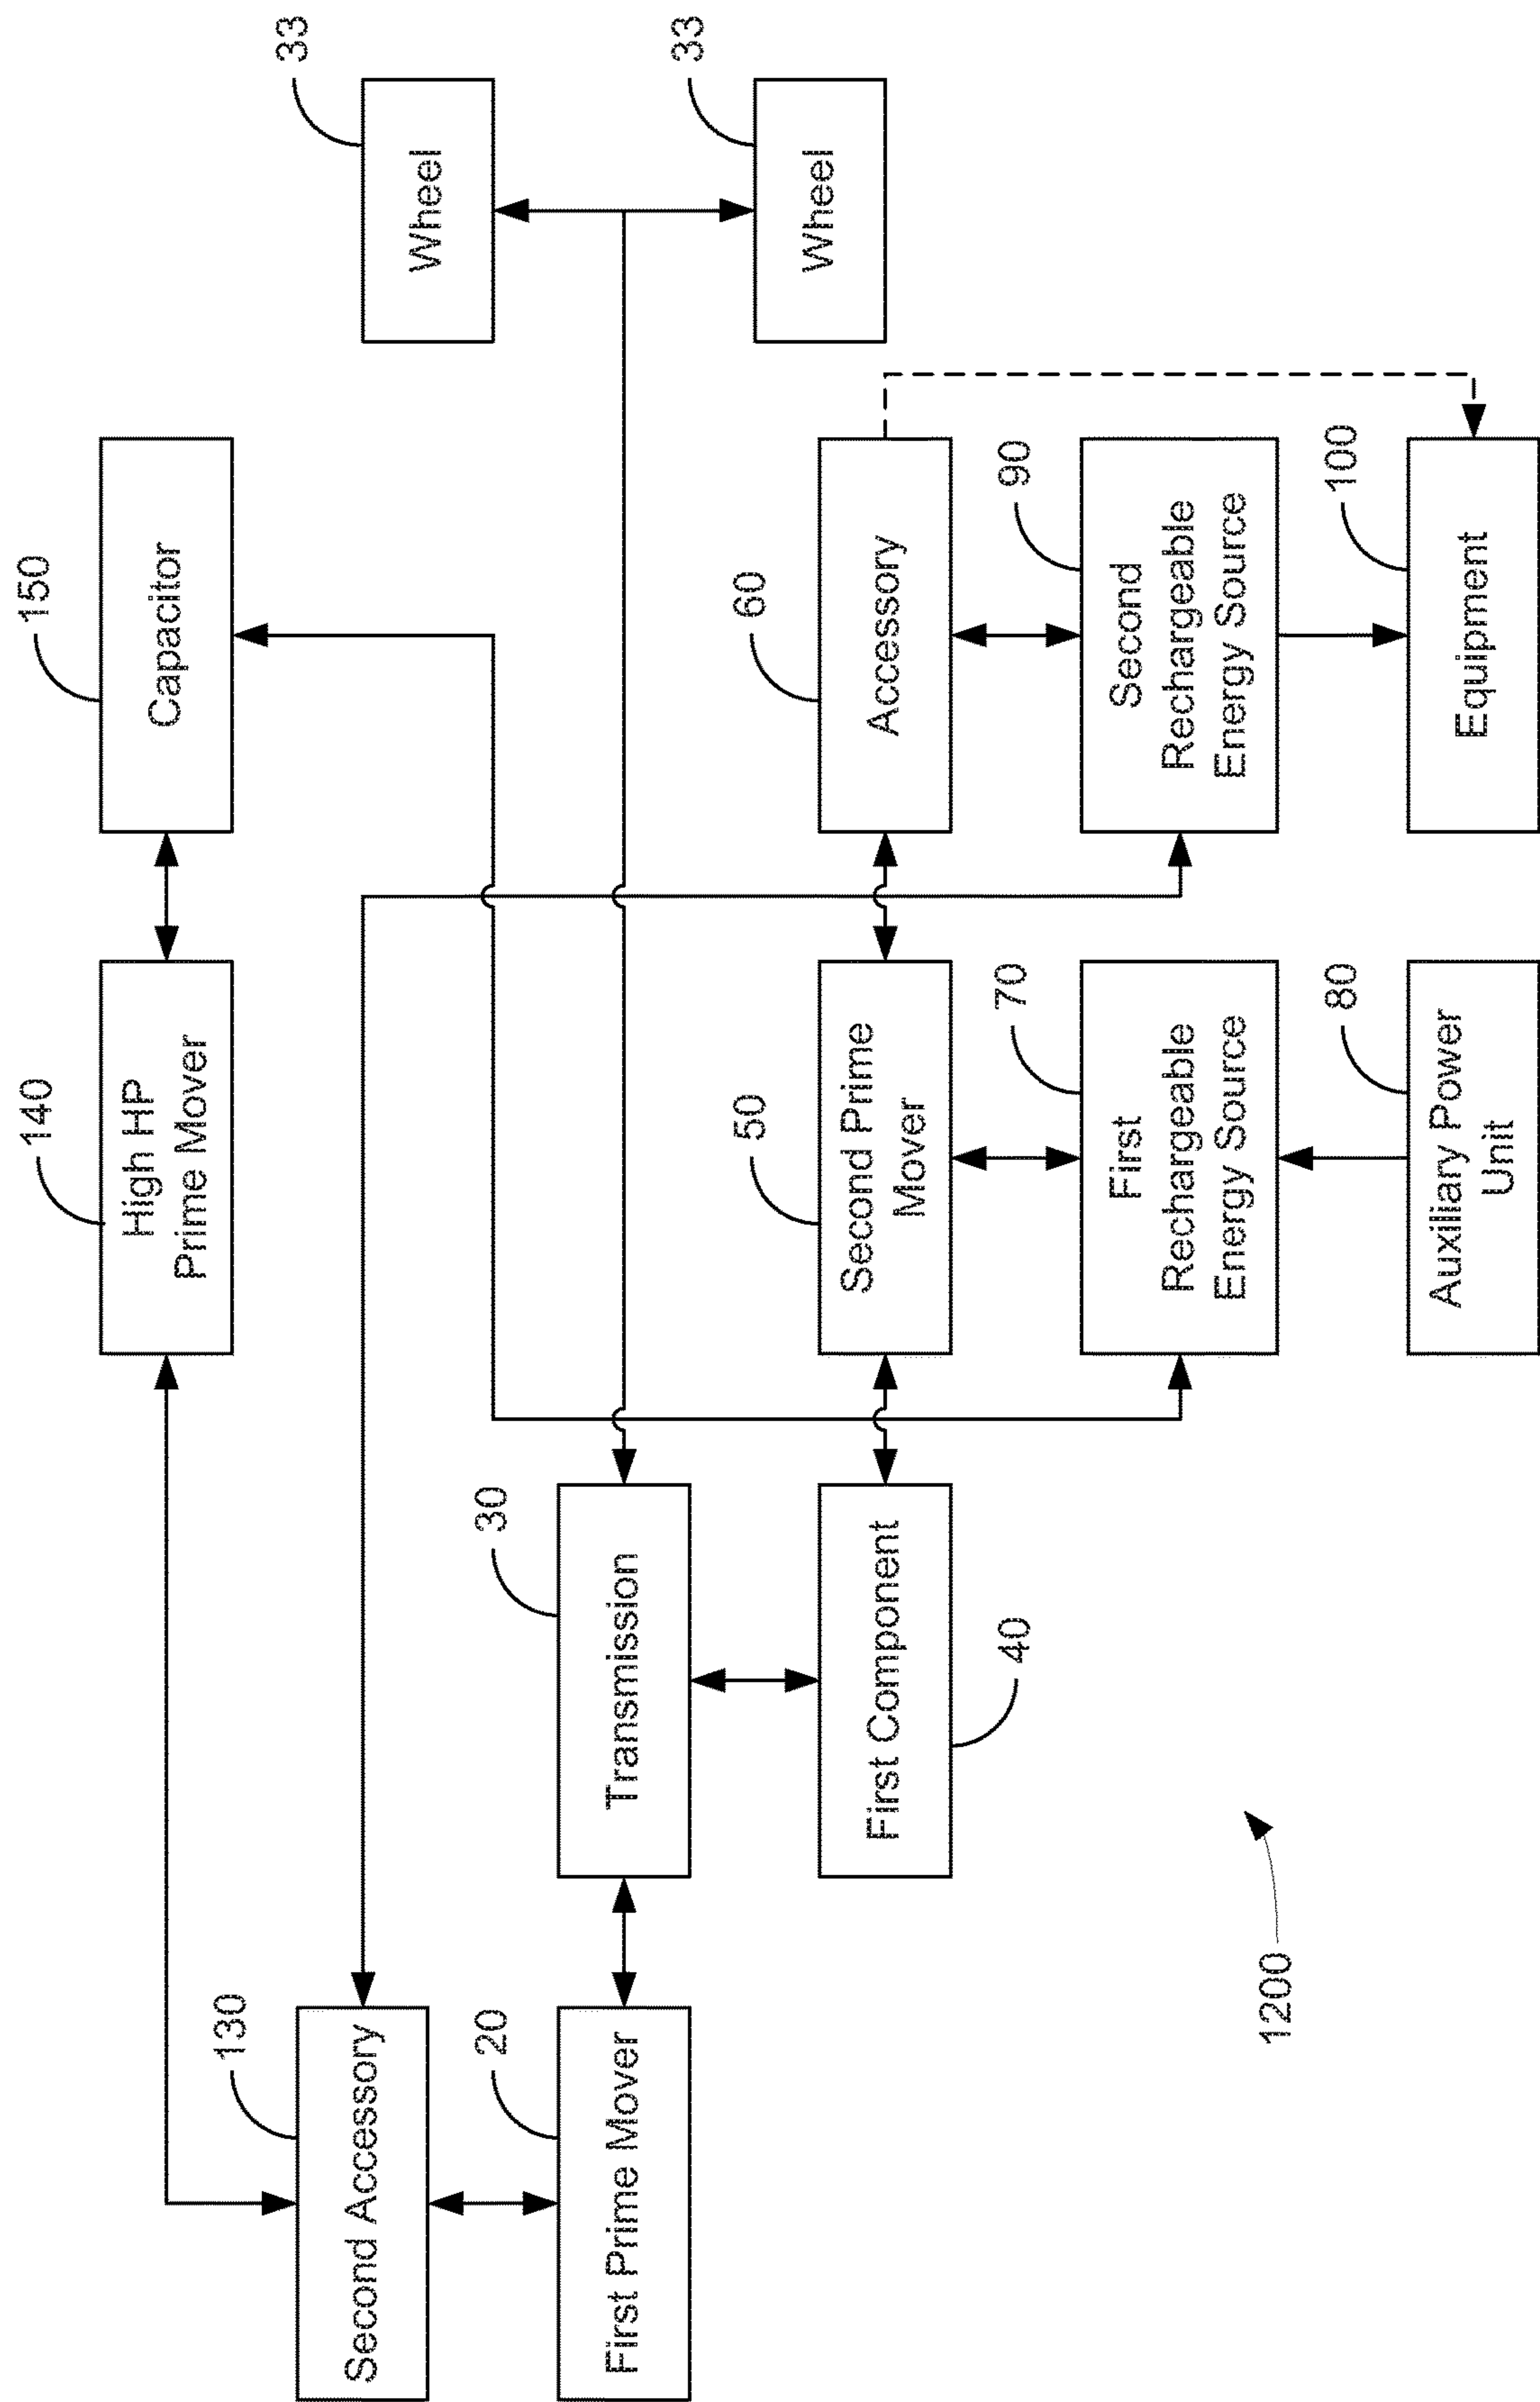 150
Capacitor
140
High HP
Prime Mover
130
Second Accessory
33
Wheel
20
First Prime Mover
30
Transmission
33
Wheel
40
First Component
50
Second Prime
Mover
60
Accessory
70
First
Rechargeable
Energy Source
90
Second
Rechargeable
Energy Source
80
Auxiliary Power
Unit
100
Equipment
1200